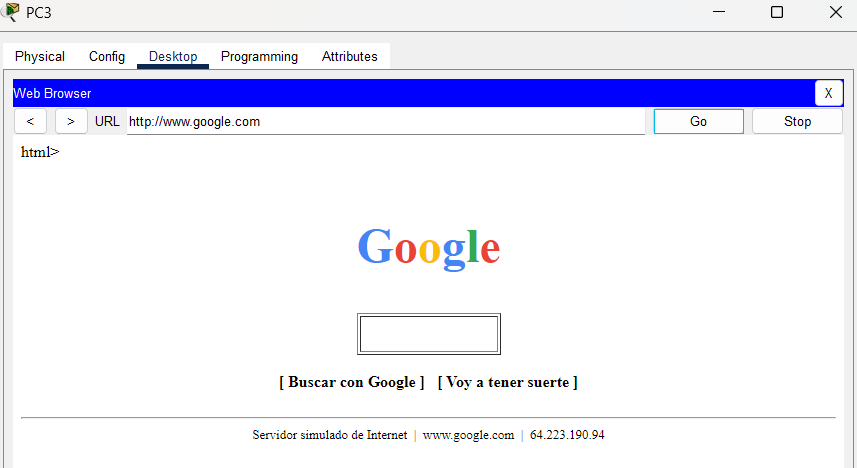 PC3
Physical Config Desktop Programming Attributes
Web Browser X
< > URL http://www.google.com Go Stop
html>
Google
[ Buscar con Google ] [ Voy a tener suerte ]
Servidor simulado de Internet | www.google.com | 64.223.190.94